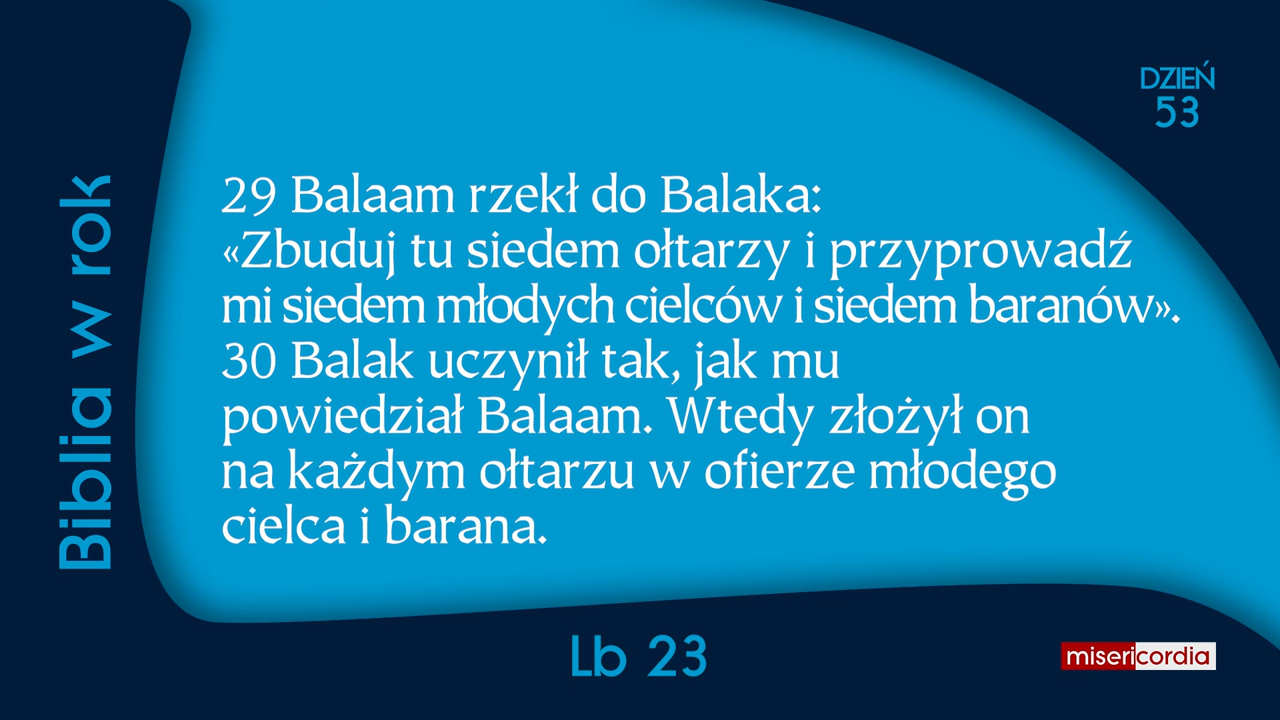 DZIEŃ
53
Biblia w rok
29 Balaam rzekł do Balaka:
«Zbuduj tu siedem ołtarzy i przyprowadź
mi siedem młodych cielców i siedem baranów».
30 Balak uczynił tak, jak mu
powiedział Balaam. Wtedy złożył on
na każdym ołtarzu w ofierze młodego
cielca i barana.
Lb 23
misericordia